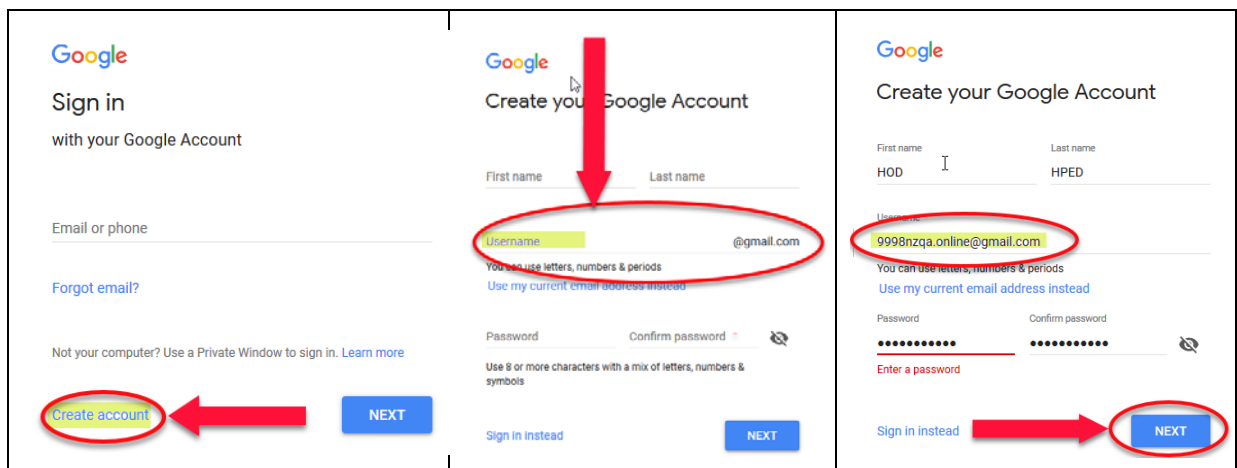 Google
Sign in
with your Google Account
Email or phone
Forgot email?
Not your computer? Use a Private Window to sign in. Learn more
Create account
NEXT
Google
Create your Google Account
First name Last name
Username @gmail.com
You can use letters, numbers & periods
Use my current email address instead
Password Confirm password
Use 8 or more characters with a mix of letters, numbers &
symbols
Sign in instead NEXT
Google
Create your Google Account
First name Last name
HOD HPED
Username
9998nzqa.online@gmail.com
You can use letters, numbers & periods
Use my current email address instead
Password Confirm password
••••••••••• •••••••••••
Enter a password
Sign in instead NEXT